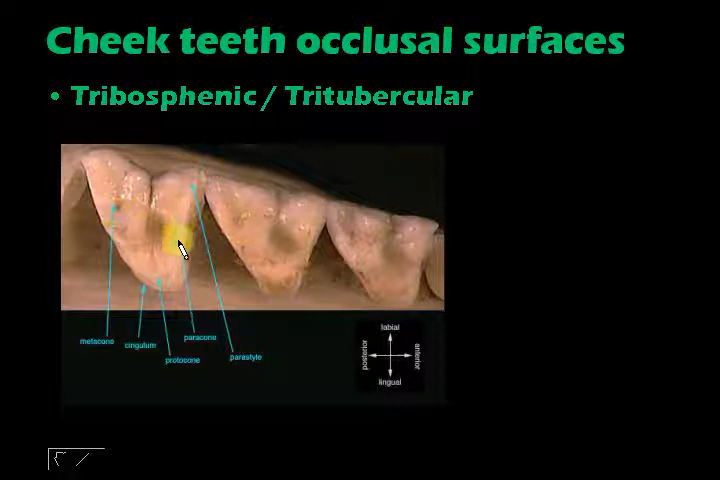 Cheek teeth occlusal surfaces
• Tribosphenic / Tritubercular
metacone
cingulum
protocone
paracone
parastyle
labial
posterior
anterior
lingual